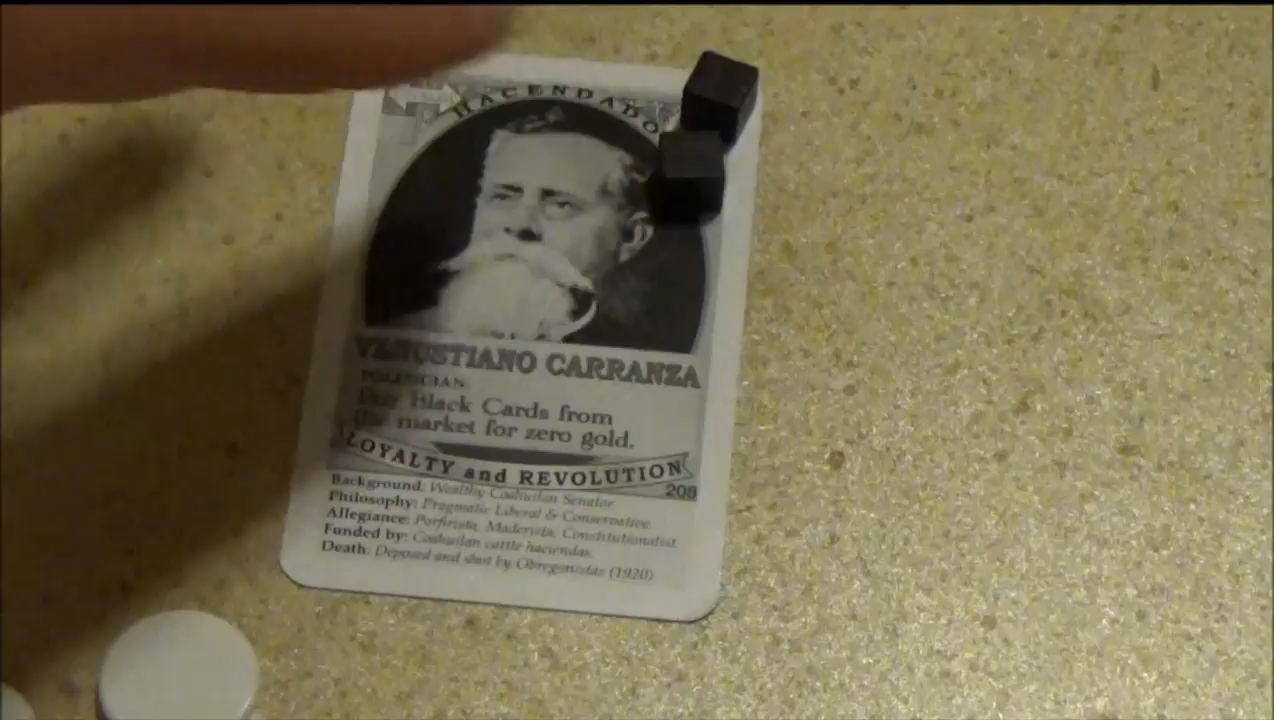 HACENDADO
VENUSTIANO CARRANZA
POLITICIAN
Buy Black Cards from
the market for zero gold.
LOYALTY and REVOLUTION
208
Background: Wealthy Coahuilan Senator
Philosophy: Pragmatic Liberal & Conservative
Allegiance: Porfirista, Maderista, Constitutionalist.
Funded by: Coahuilan cattle haciendas.
Death: Deposed and shot by Obregonistas (1920)